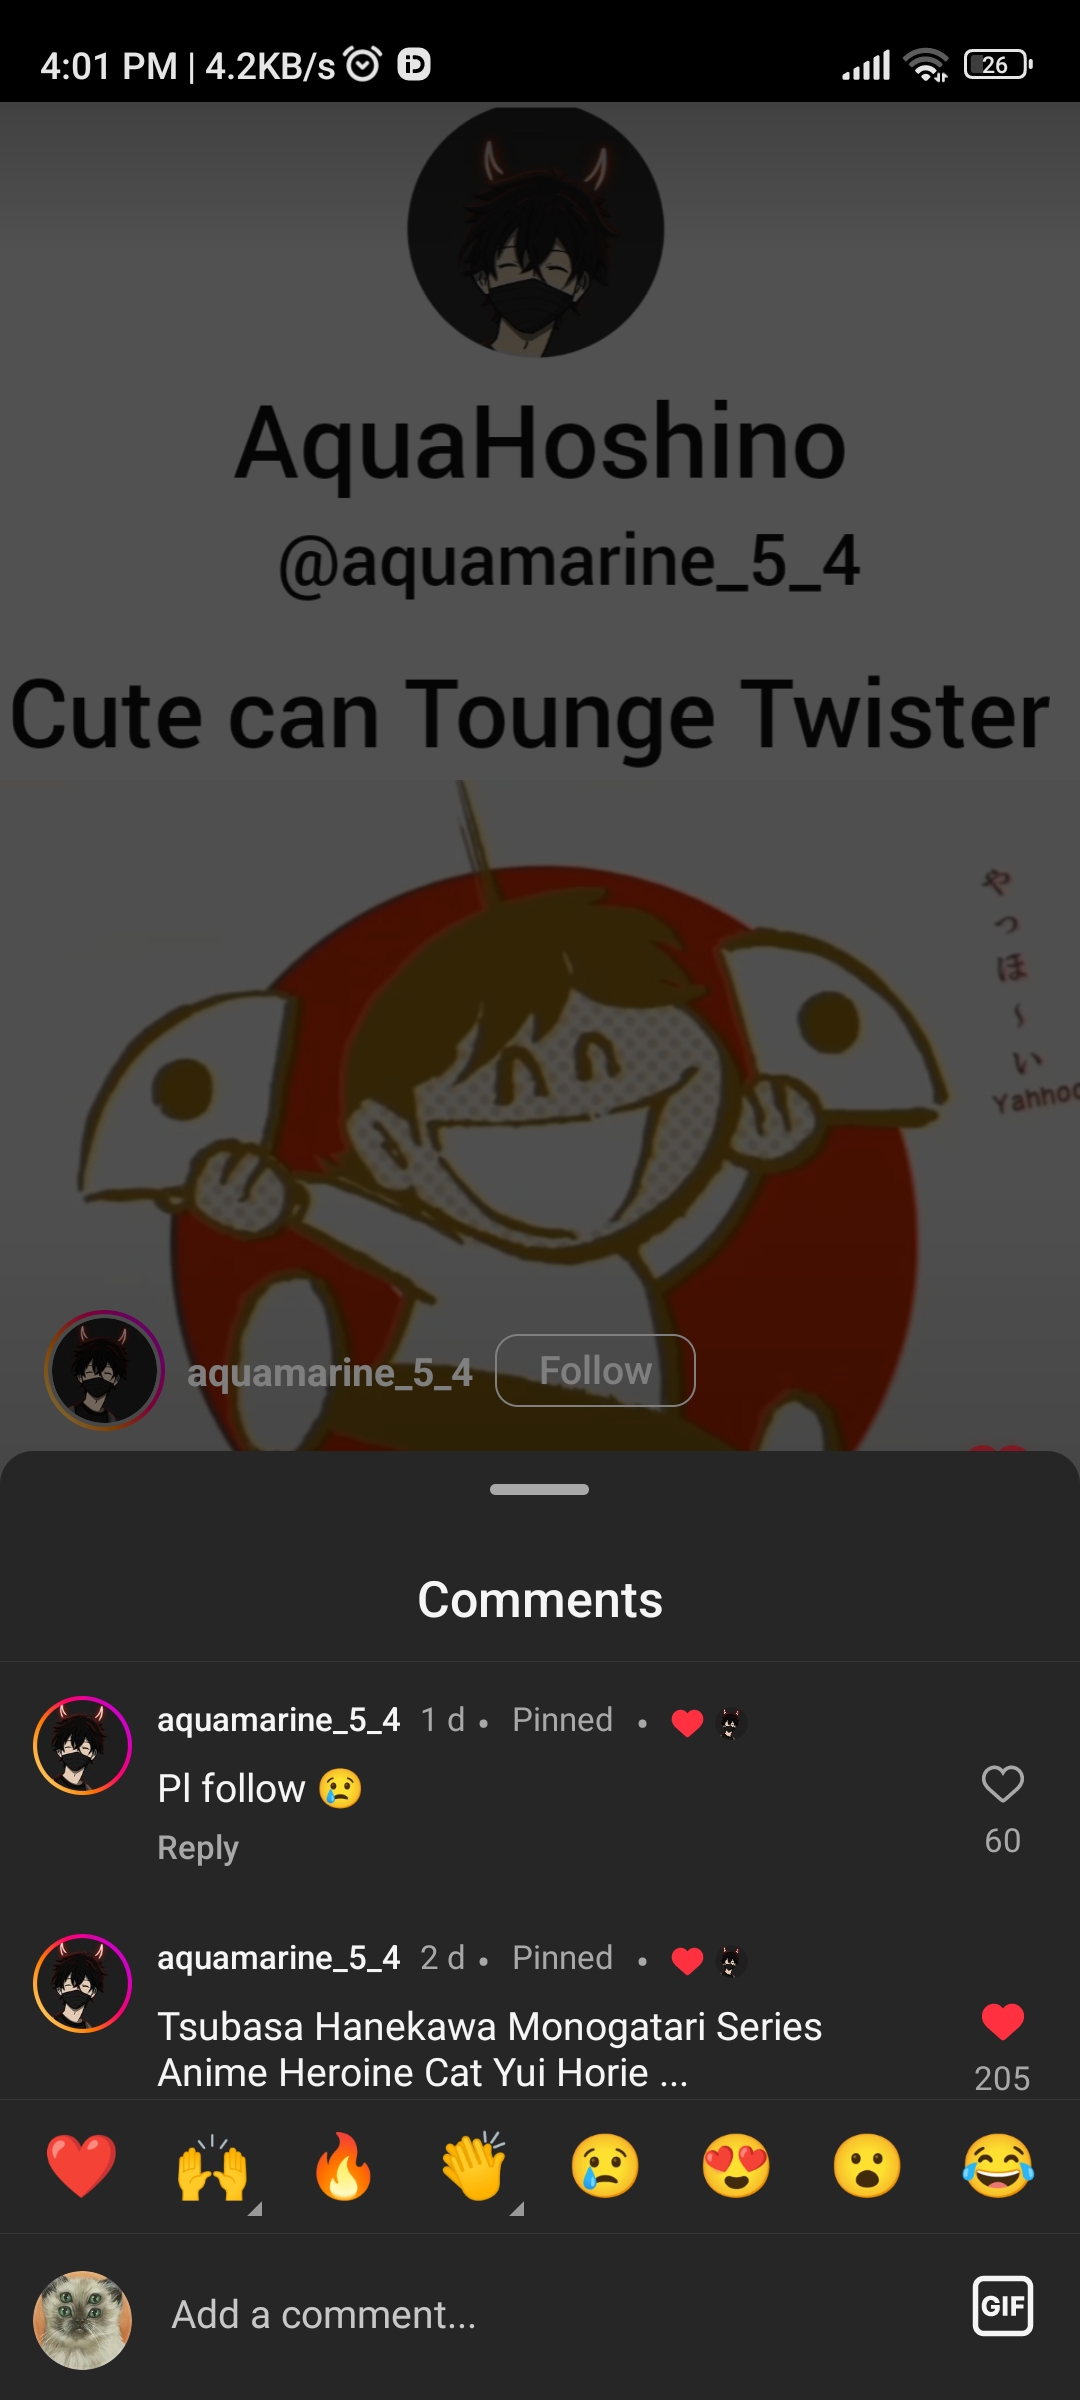 4:01 PM | 4.2KB/s
26
AquaHoshino
@aquamarine_5_4
Cute can Tounge Twister
やっほ〜い
Yahhoo
aquamarine_5_4 Follow
Comments
aquamarine_5_4 1 d • Pinned •
Pl follow 😢
60
Reply
aquamarine_5_4 2 d • Pinned •
Tsubasa Hanekawa Monogatari Series
Anime Heroine Cat Yui Horie ...
205
Add a comment...
GIF